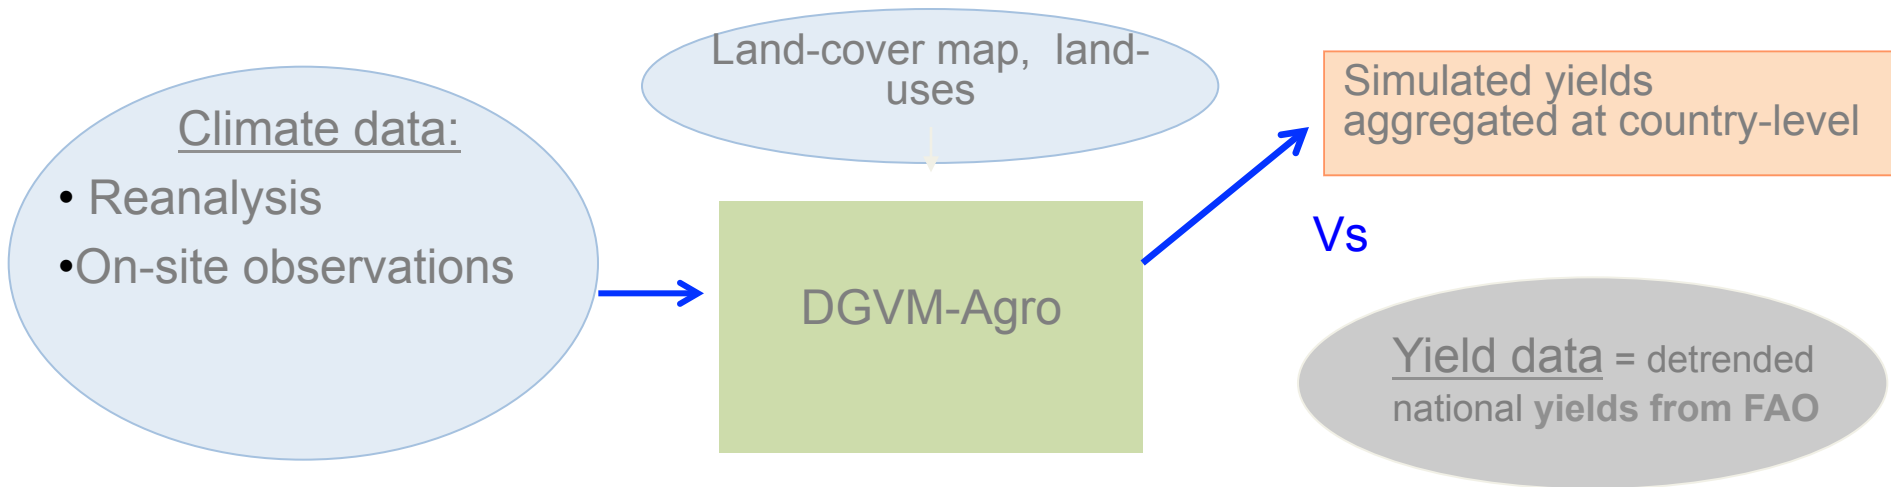 Climate data:
• Reanalysis
•On-site observations
Land-cover map, land-
uses
DGVM-Agro
Simulated yields
aggregated at country-level
Vs
Yield data = detrended
national yields from FAO